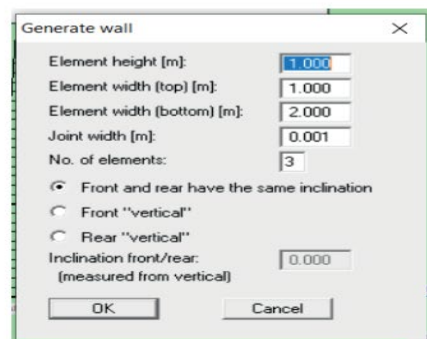 Generate wall
Element height [m]: 1.000
Element width (top) [m]: 1.000
Element width (bottom) [m]: 2.000
Joint width [m]: 0.001
No. of elements: 3
Front and rear have the same inclination
Front "vertical"
Rear "vertical"
Inclination front/rear: 0.000
(measured from vertical)
OK Cancel